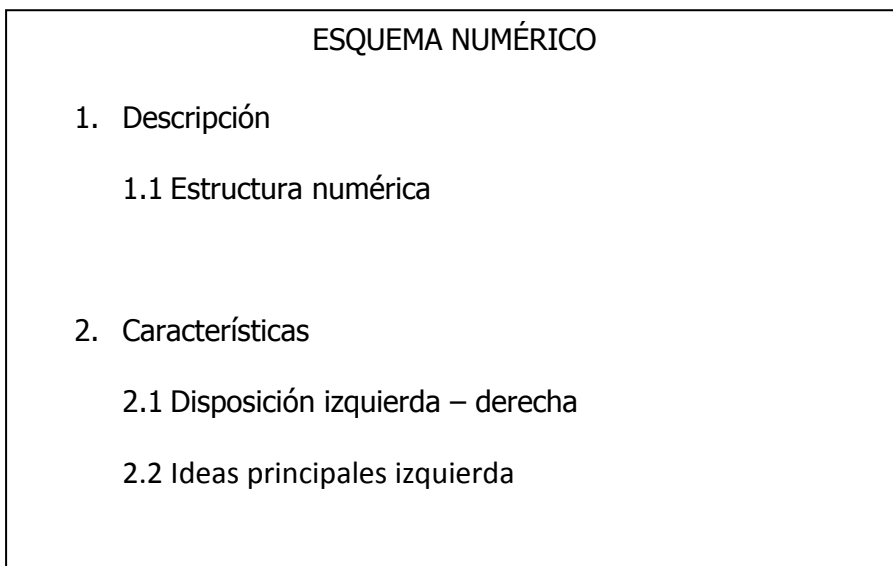 ESQUEMA NUMÉRICO
1. Descripción
1.1 Estructura numérica
2. Características
2.1 Disposición izquierda – derecha
2.2 Ideas principales izquierda